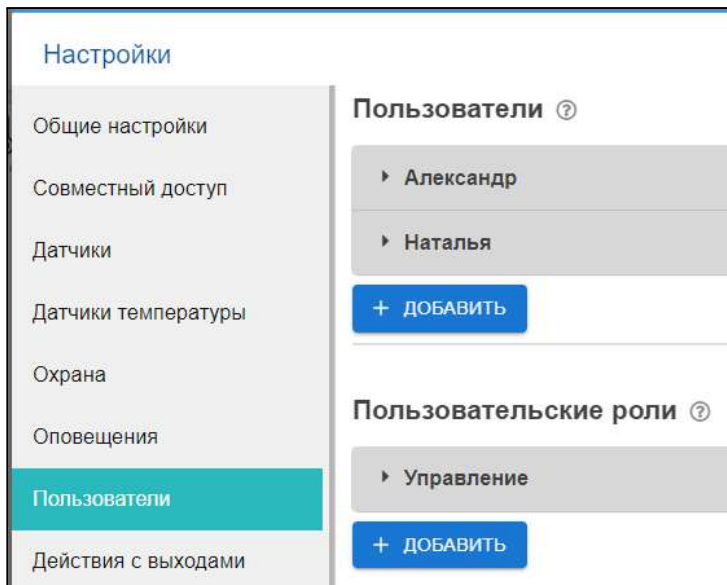 Настройки
Общие настройки
Совместный доступ
Датчики
Датчики температуры
Охрана
Оповещения
Пользователи
Действия с выходами
Пользователи ?
Александр
Наталья
+ ДОБАВИТЬ
Пользовательские роли ?
Управление
+ ДОБАВИТЬ